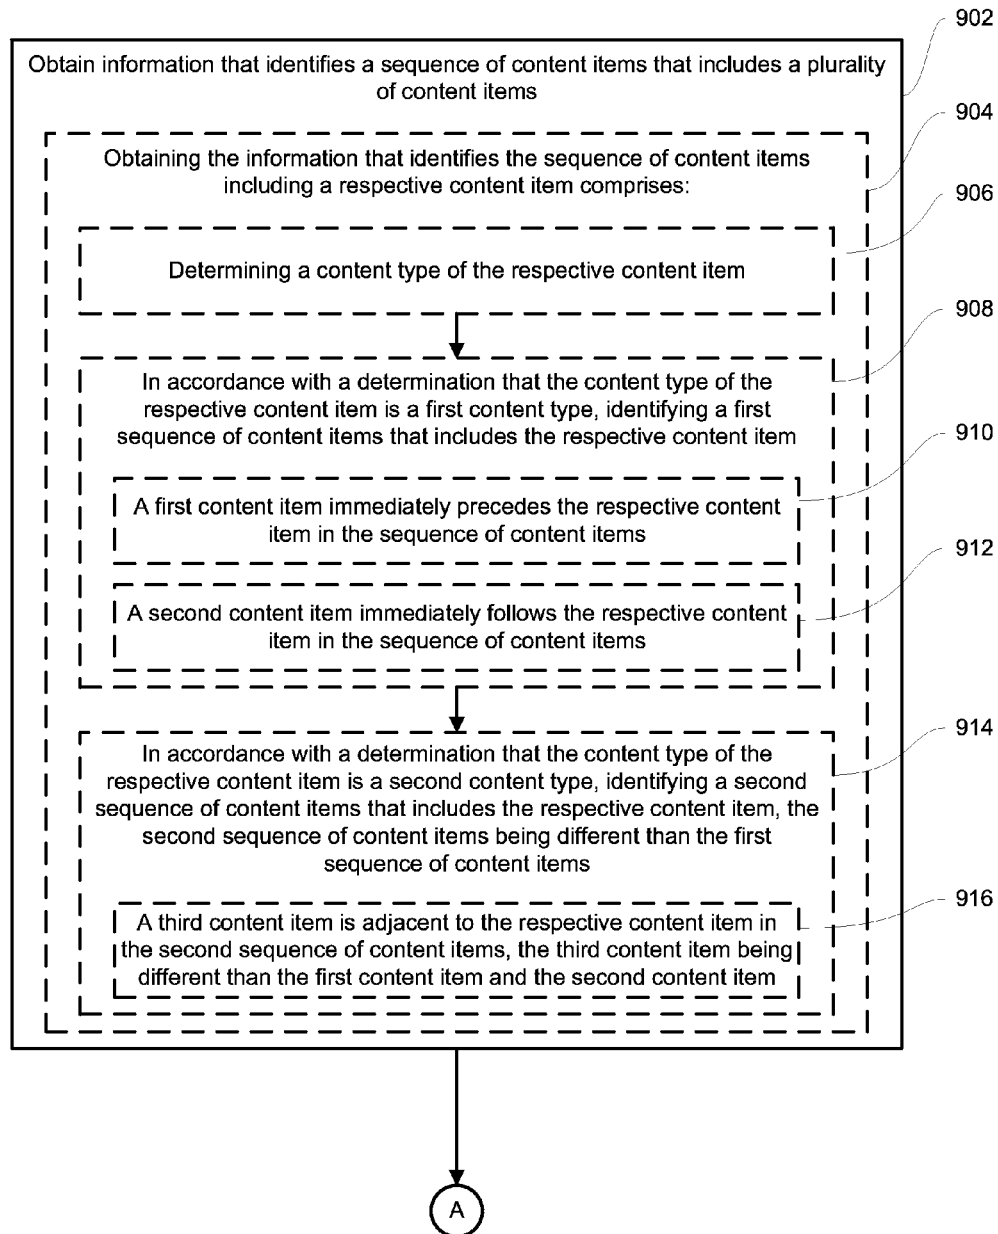 902
Obtain information that identifies a sequence of content items that includes a plurality
of content items
904
Obtaining the information that identifies the sequence of content items
including a respective content item comprises:
906
Determining a content type of the respective content item
908
In accordance with a determination that the content type of the
respective content item is a first content type, identifying a first
sequence of content items that includes the respective content item
910
A first content item immediately precedes the respective content
item in the sequence of content items
912
A second content item immediately follows the respective content
item in the sequence of content items
914
In accordance with a determination that the content type of the
respective content item is a second content type, identifying a second
sequence of content items that includes the respective content item, the
second sequence of content items being different than the first
sequence of content items
916
A third content item is adjacent to the respective content item in
the second sequence of content items, the third content item being
different than the first content item and the second content item
A